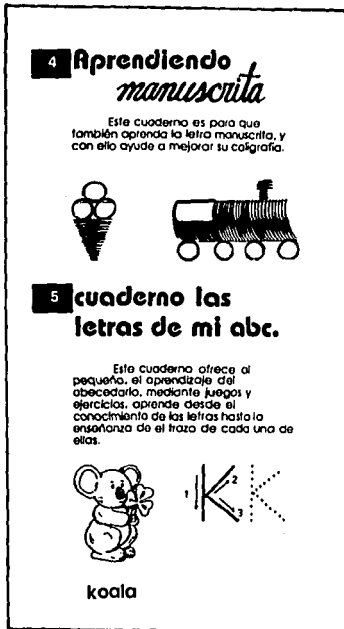 4 Aprendiendo
manuscrita
Este cuaderno es para que
también aprenda la letra manuscrita, y
con ello ayude a mejorar su caligrafía.
5 cuaderno las
letras de mi abc.
Este cuaderno ofrece al
pequeño, el aprendizaje del
abecedario, mediante juegos y
ejercicios, aprende desde el
conocimiento de las letras hasta la
enseñanza de el trazo de cada una de
ellas.
1 K 2 3 K
koala